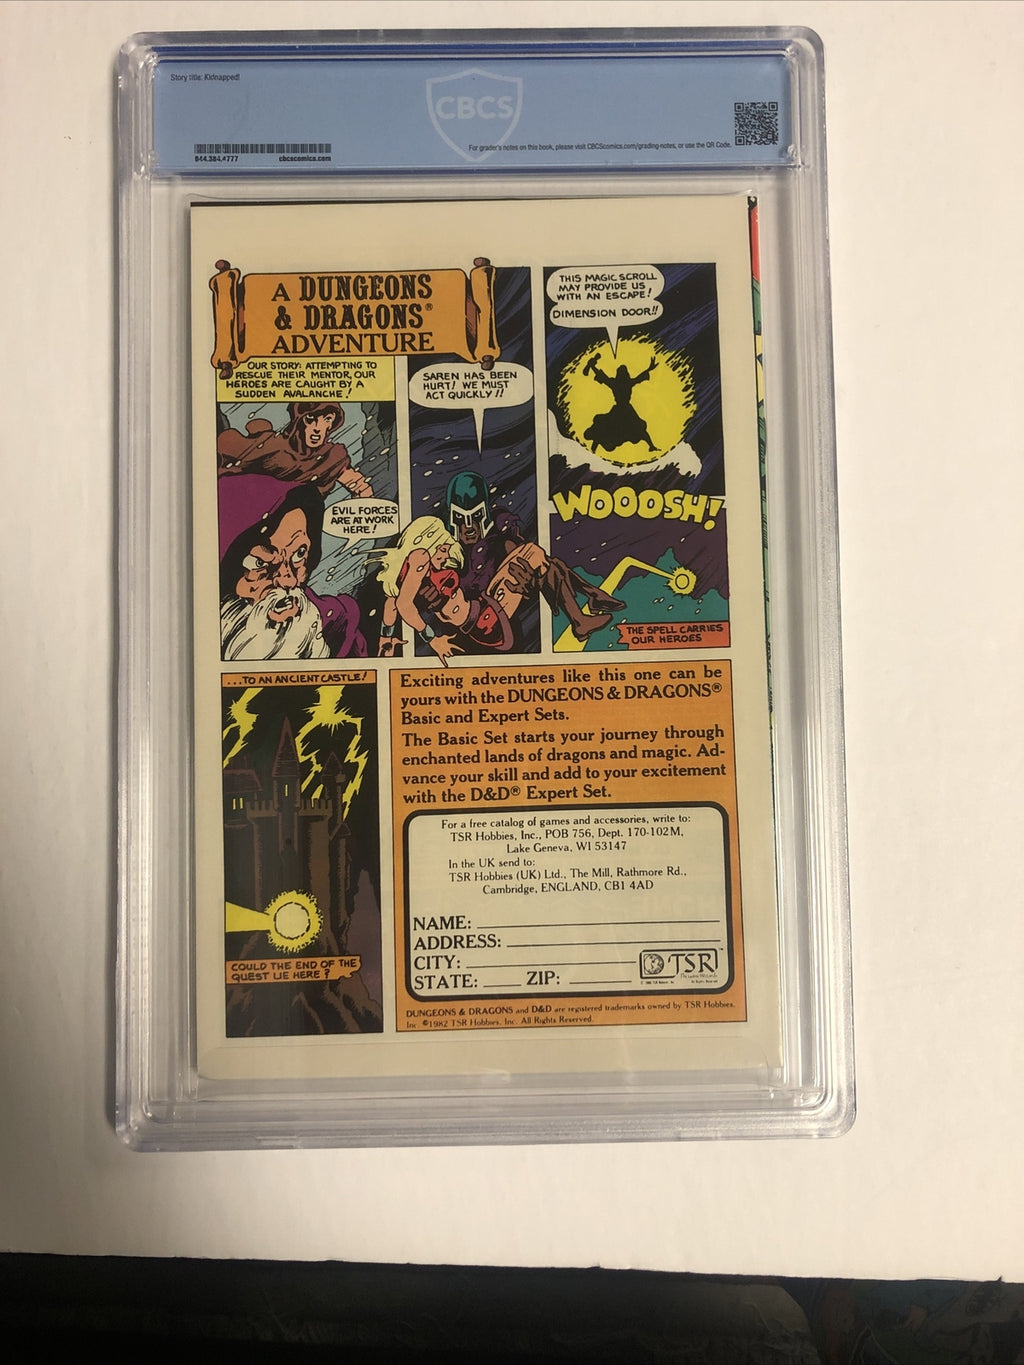 Story title: Kidnapped!
CBCS
For grader's notes on this book, please visit CBCScomics.com/grading-notes, or use the QR Code.
cbcscomics.com
A DUNGEONS
& DRAGONS®
ADVENTURE
OUR STORY: ATTEMPTING TO
RESCUE THEIR MENTOR, OUR
HEROES ARE CAUGHT BY A
SUDDEN AVALANCHE!
EVIL FORCES
ARE AT WORK
HERE!
SAREN HAS BEEN
HURT! WE MUST
ACT QUICKLY!!
THIS MAGIC SCROLL
MAY PROVIDE US
WITH AN ESCAPE!
DIMENSION DOOR!!
WOOOSH!
THE SPELL CARRIES
OUR HEROES
...TO AN ANCIENT CASTLE!
COULD THE END OF THE
QUEST LIE HERE?
Exciting adventures like this one can be
yours with the DUNGEONS & DRAGONS®
Basic and Expert Sets.
The Basic Set starts your journey through
enchanted lands of dragons and magic. Ad-
vance your skill and add to your excitement
with the D&D® Expert Set.
For a free catalog of games and accessories, write to:
TSR Hobbies, Inc., POB 756, Dept. 170-102M,
Lake Geneva, WI 53147
In the UK send to:
TSR Hobbies (UK) Ltd., The Mill, Rathmore Rd.,
Cambridge, ENGLAND, CB1 4AD
NAME:
ADDRESS:
CITY:
STATE: ZIP:
TSR
DUNGEONS & DRAGONS and D&D are registered trademarks owned by TSR Hobbies,
Inc. ©1982 TSR Hobbies, Inc. All Rights Reserved.